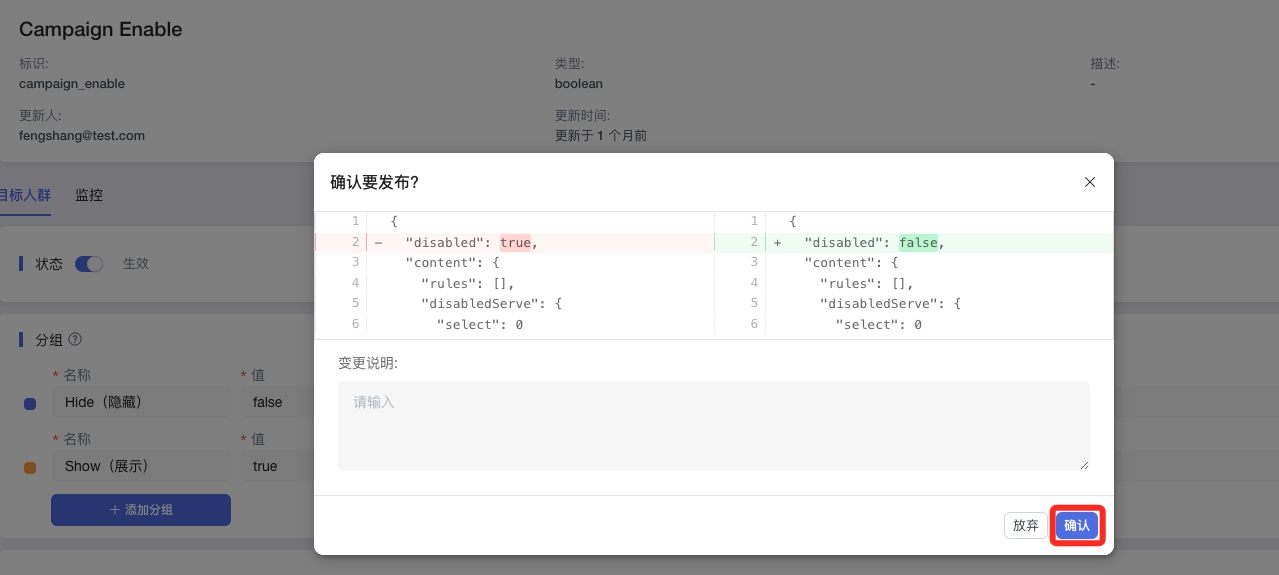 Campaign Enable
标识: 类型: 描述:
campaign_enable boolean -
更新人: 更新时间:
fengshang@test.com 更新于 1 个月前
目标人群 监控
确认要发布?
1 { 1 {
2 − "disabled": true, 2 + "disabled": false,
3 "content": { 3 "content": {
4 "rules": [], 4 "rules": [],
5 "disabledServe": { 5 "disabledServe": {
6 "select": 0 6 "select": 0
状态 生效
分组
变更说明:
* 名称 * 值
Hide（隐藏） false
请输入
* 名称 * 值
Show（展示） true
+ 添加分组
放弃 确认